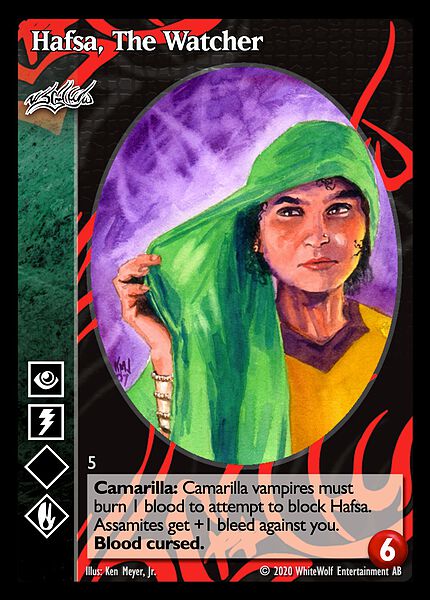 Hafsa, The Watcher
5
Camarilla: Camarilla vampires must
burn 1 blood to attempt to block Hafsa.
Assamites get +1 bleed against you.
Blood cursed.
6
Illus: Ken Meyer, Jr.
© 2020 WhiteWolf Entertainment AB